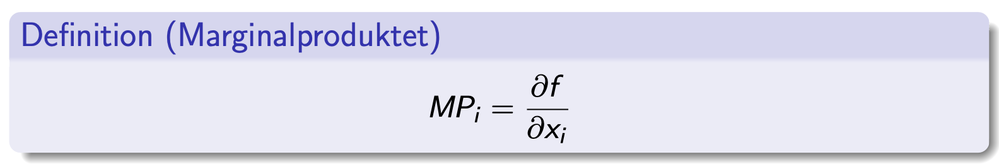 Definition (Marginalproduktet)
MP_i = ∂f/∂x_i